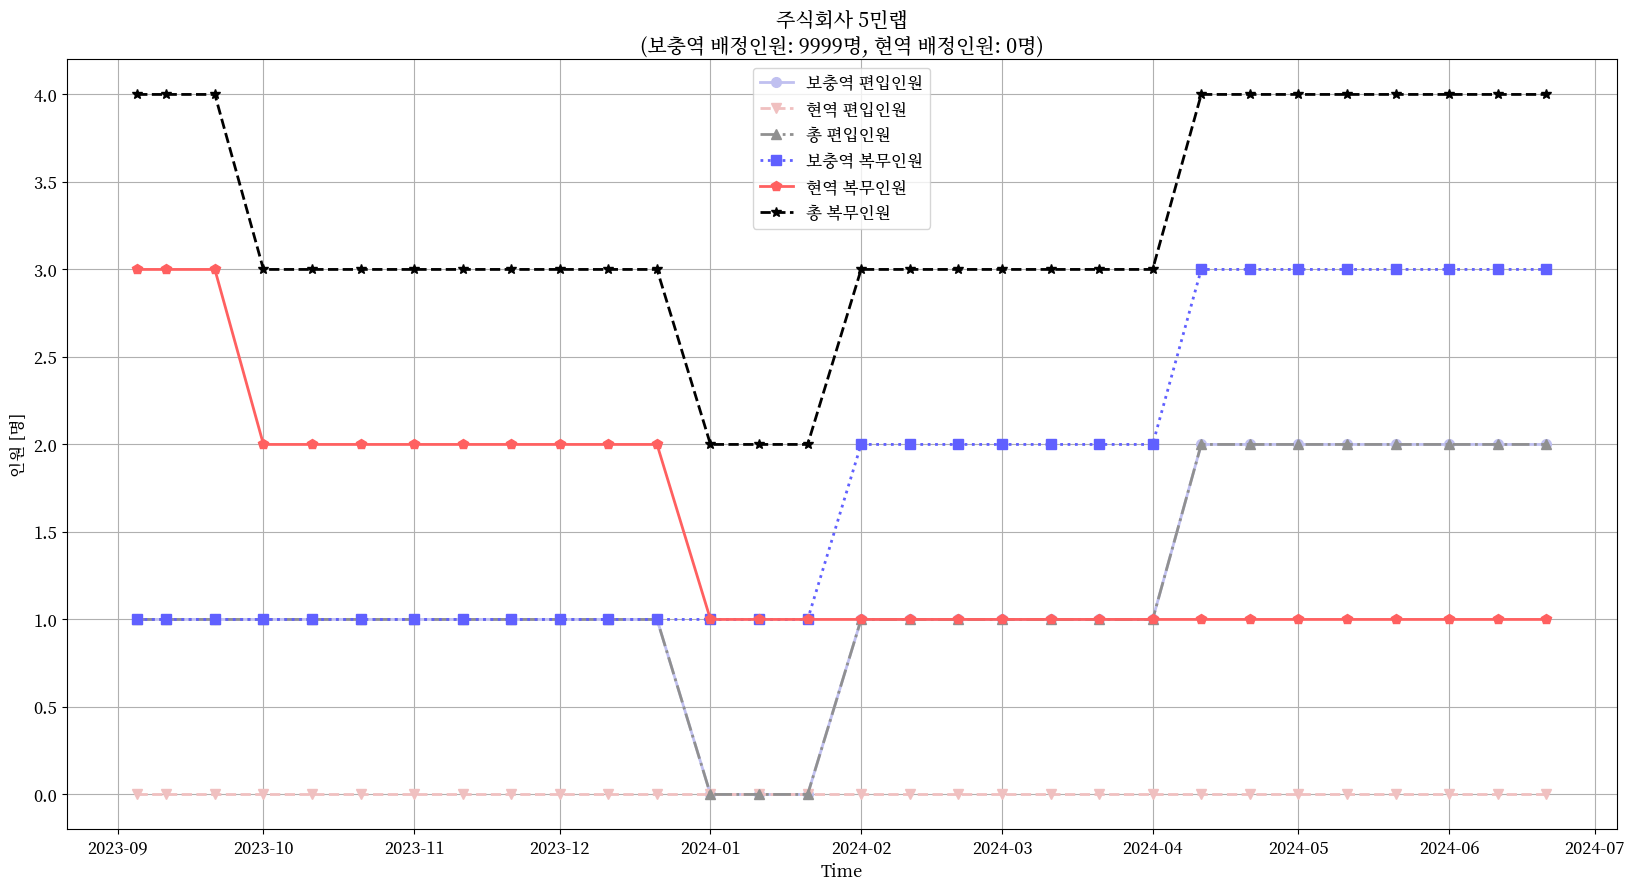 주식회사 5민랩
(보충역 배정인원: 9999명, 현역 배정인원: 0명)
보충역 편입인원
현역 편입인원
총 편입인원
보충역 복무인원
현역 복무인원
총 복무인원
4.0
3.5
3.0
2.5
2.0
1.5
1.0
0.5
0.0
인원 [명]
2023-09 2023-10 2023-11 2023-12 2024-01 2024-02 2024-03 2024-04 2024-05 2024-06 2024-07
Time